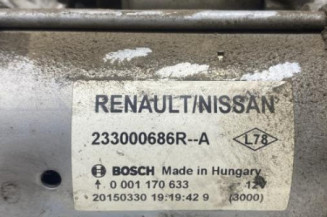 RENAULT/NISSAN
233000686R--A
L78
BOSCH Made in Hungary
0 001 170 633 12V
20150330 19:19:42 9 (3000)